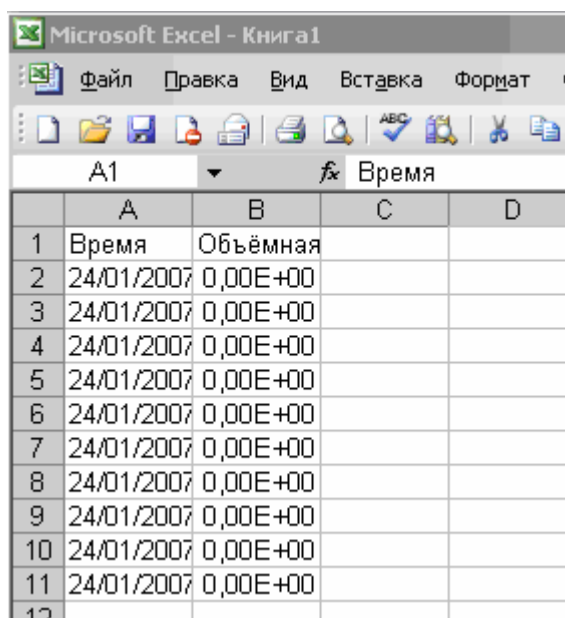 Microsoft Excel - Книга1
Файл Правка Вид Вставка Формат
ABC
A1 fx Время
A B C D
1 Время Объёмная
2 24/01/2007 0,00E+00
3 24/01/2007 0,00E+00
4 24/01/2007 0,00E+00
5 24/01/2007 0,00E+00
6 24/01/2007 0,00E+00
7 24/01/2007 0,00E+00
8 24/01/2007 0,00E+00
9 24/01/2007 0,00E+00
10 24/01/2007 0,00E+00
11 24/01/2007 0,00E+00